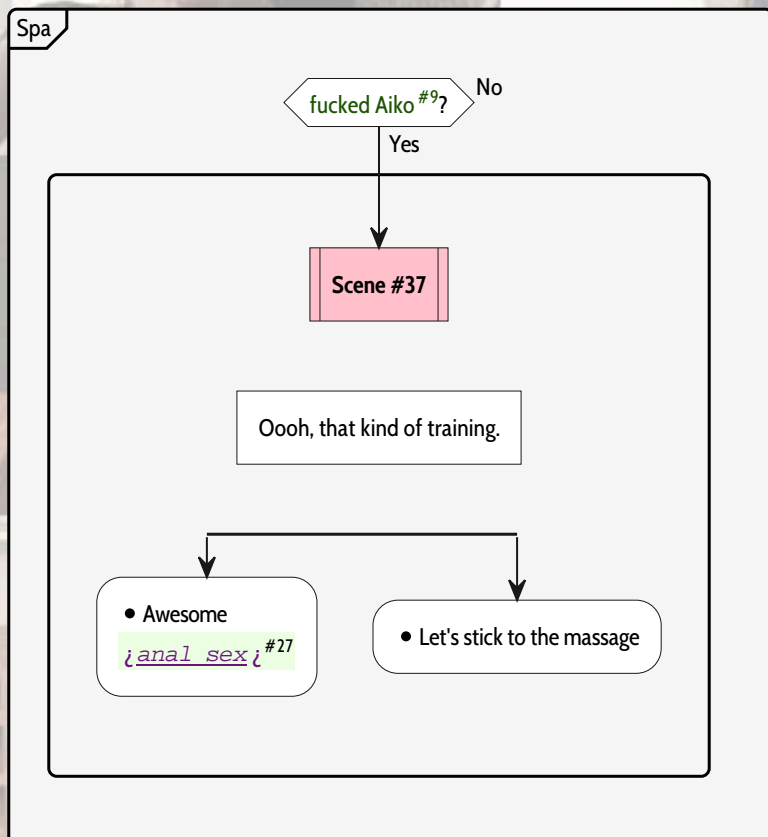 Spa
fucked Aiko #9?
No
Yes
Scene #37
Oooh, that kind of training.
• Awesome
¿anal sex¿#27
• Let's stick to the massage